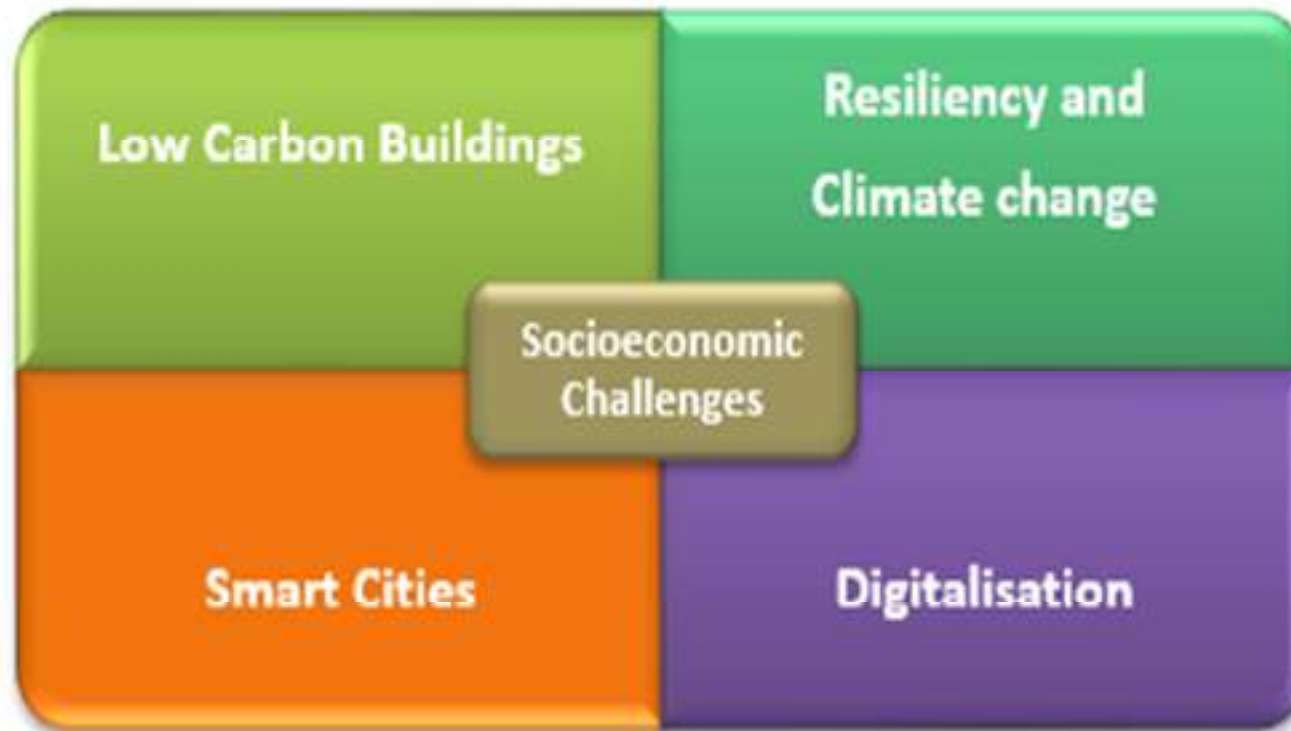 Low Carbon Buildings
Resiliency and
Climate change
Socioeconomic
Challenges
Smart Cities
Digitalisation